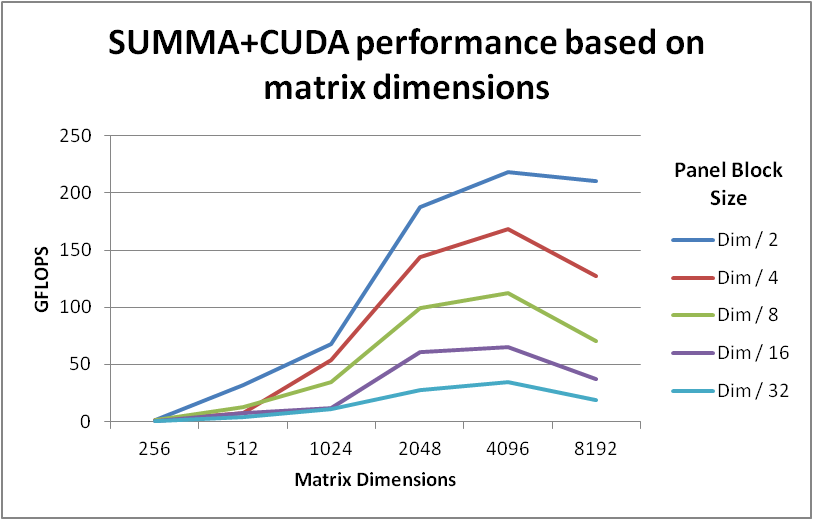 SUMMA+CUDA performance based on
matrix dimensions
250
200
150
100
50
0
GFLOPS
256 512 1024 2048 4096 8192
Matrix Dimensions
Panel Block
Size
Dim / 2
Dim / 4
Dim / 8
Dim / 16
Dim / 32